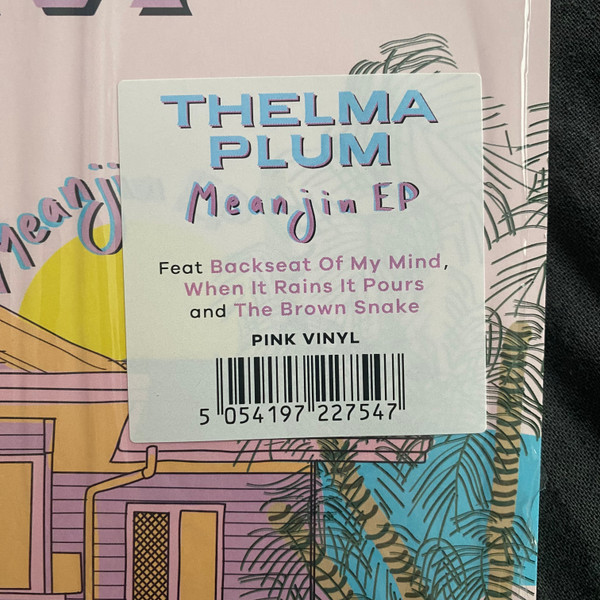 THELMA
PLUM
Meanjin EP
Feat Backseat Of My Mind,
When It Rains It Pours
and The Brown Snake
PINK VINYL
5 054197 227547
Meanjin